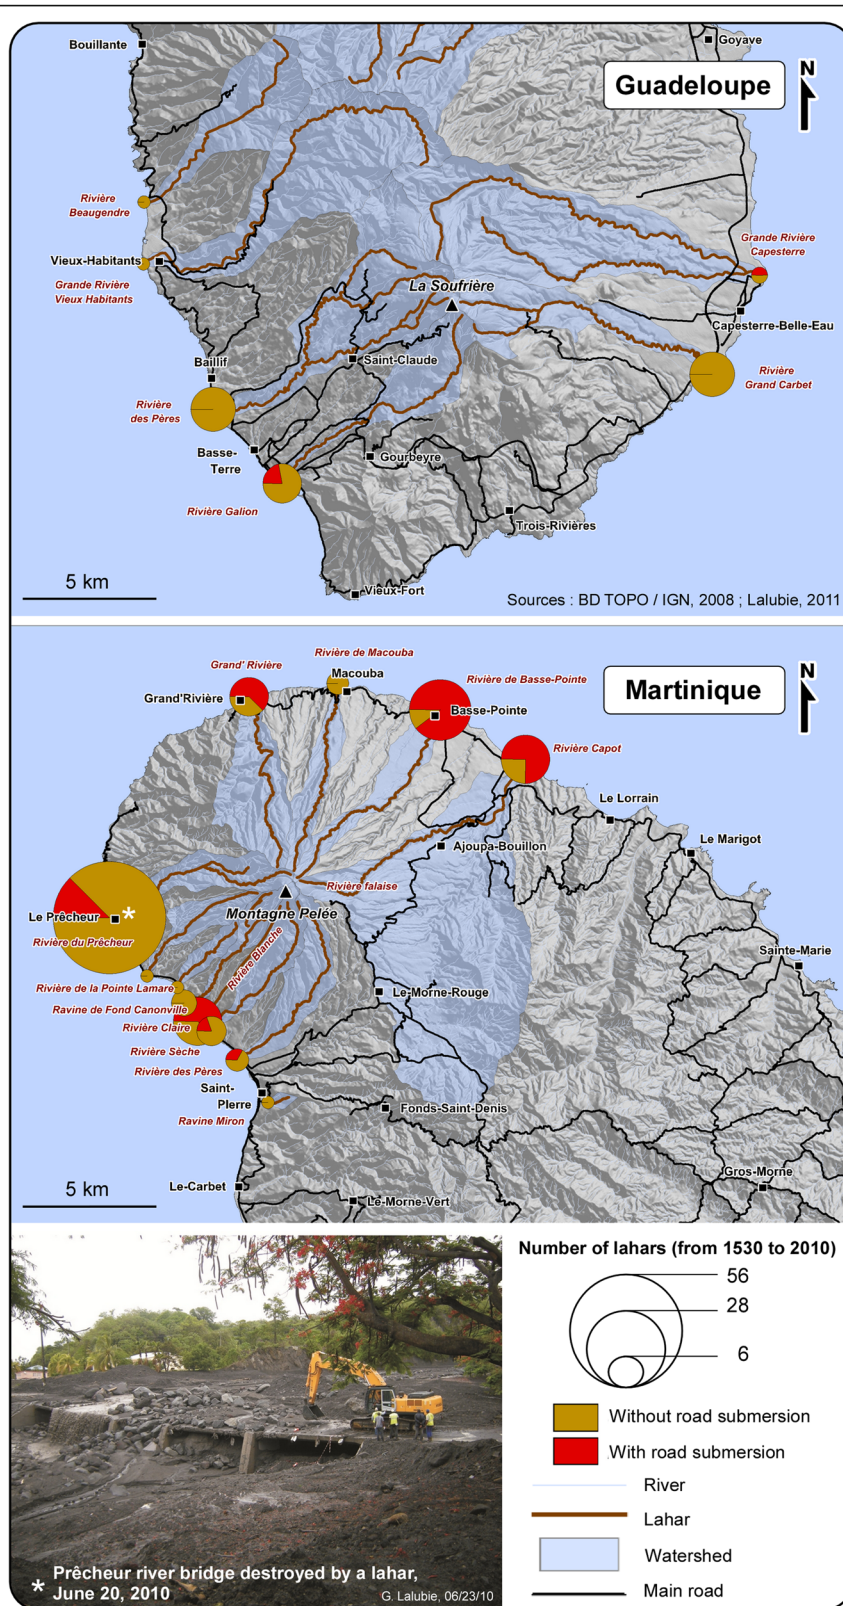 Bouillante
Goyave
Guadeloupe
N
Rivière
Beaugendre
Vieux-Habitants
Grande Rivière
Vieux Habitants
Grande Rivière
Capesterre
La Soufrière
Capesterre-Belle-Eau
Baillif
Saint-Claude
Rivière
Grand Carbet
Rivière
des Pères
Basse-
Terre
Gourbeyre
Rivière Galion
Trois-Rivières
5 km
Vieux-Fort
Sources : BD TOPO / IGN, 2008 ; Lalubie, 2011
Grand' Rivière
Rivière de Macouba
Macouba
Rivière de Basse-Pointe
Martinique
N
Grand'Rivière
Basse-Pointe
Rivière Capot
Le Lorrain
Ajoupa-Bouillon
Le Marigot
Rivière falaise
Le Prêcheur
*
Montagne Pelée
Rivière du Prêcheur
Rivière Blanche
Sainte-Marie
Rivière de la Pointe Lamare
Le-Morne-Rouge
Ravine de Fond Canonville
Rivière Claire
Rivière Sèche
Rivière des Pères
Saint-
PIerre
Fonds-Saint-Denis
Ravine Miron
Le-Carbet
Gros-Morne
5 km
Le-Morne-Vert
Number of lahars (from 1530 to 2010)
56
28
6
Without road submersion
With road submersion
River
Lahar
Watershed
Main road
* Prêcheur river bridge destroyed by a lahar,
June 20, 2010
G. Lalubie, 06/23/10